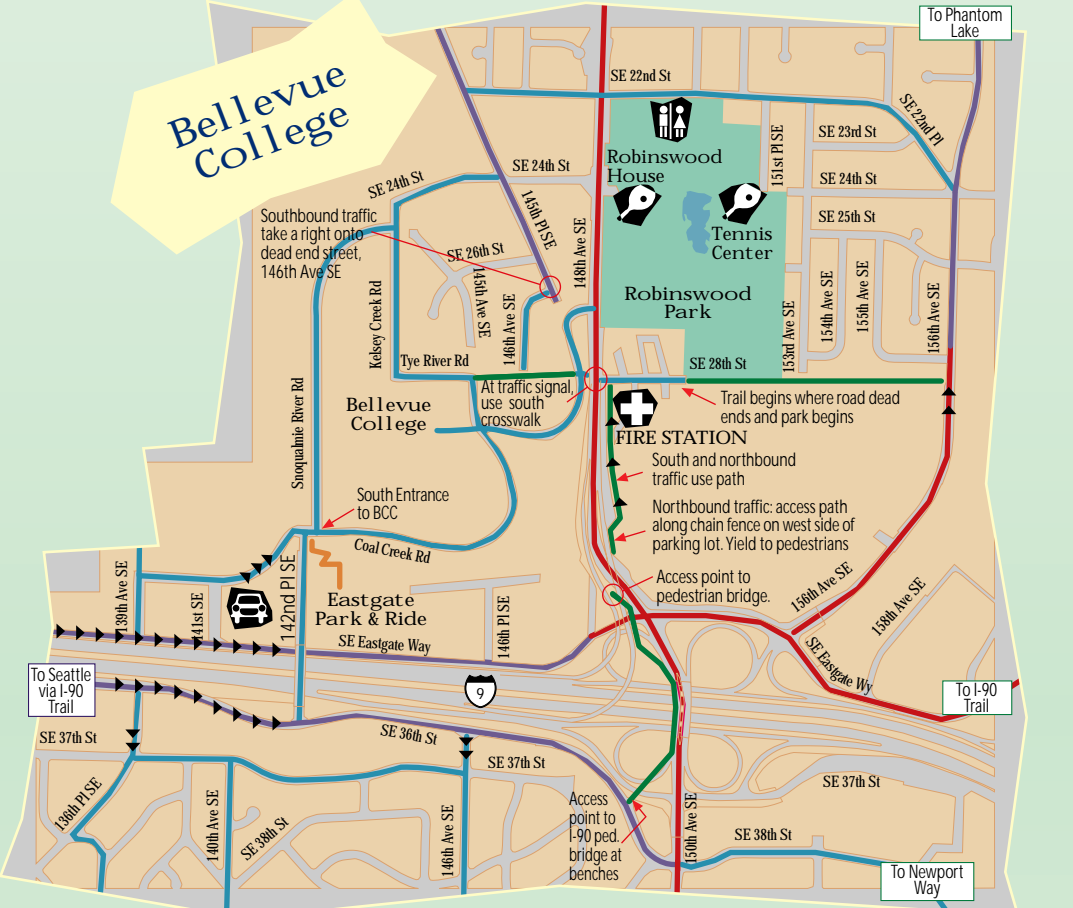 To Phantom
Lake
Bellevue
College
SE 22nd St
SE 22nd Pl
SE 23rd St
151st Pl SE
Robinswood
House
SE 24th St
SE 24th St
SE 24th St
145th Pl SE
Southbound traffic
take a right onto
dead end street,
146th Ave SE
SE 25th St
Tennis
Center
148th Ave SE
SE 26th St
145th Ave SE
146th Ave SE
Kelsey Creek Rd
Robinswood
Park
153rd Ave SE
154th Ave SE
155th Ave SE
156th Ave SE
Tye River Rd
SE 28th St
At traffic signal,
use south
crosswalk
Trail begins where road dead
ends and park begins
Bellevue
College
FIRE STATION
Snoqualmie River Rd
South and northbound
traffic use path
South Entrance
to BCC
Northbound traffic: access path
along chain fence on west side of
parking lot. Yield to pedestrians
Coal Creek Rd
Access point to
pedestrian bridge.
139th Ave SE
141st SE
142nd Pl SE
Eastgate
Park & Ride
146th Pl SE
156th Ave SE
158th Ave SE
SE Eastgate Way
SE Eastgate Wy
To Seattle
via I-90
Trail
9
To I-90
Trail
SE 37th St
SE 36th St
SE 37th St
SE 37th St
136th Pl SE
140th Ave SE
SE 38th St
146th Ave SE
Access
point to
I-90 ped.
bridge at
benches
150th Ave SE
SE 38th St
To Newport
Way